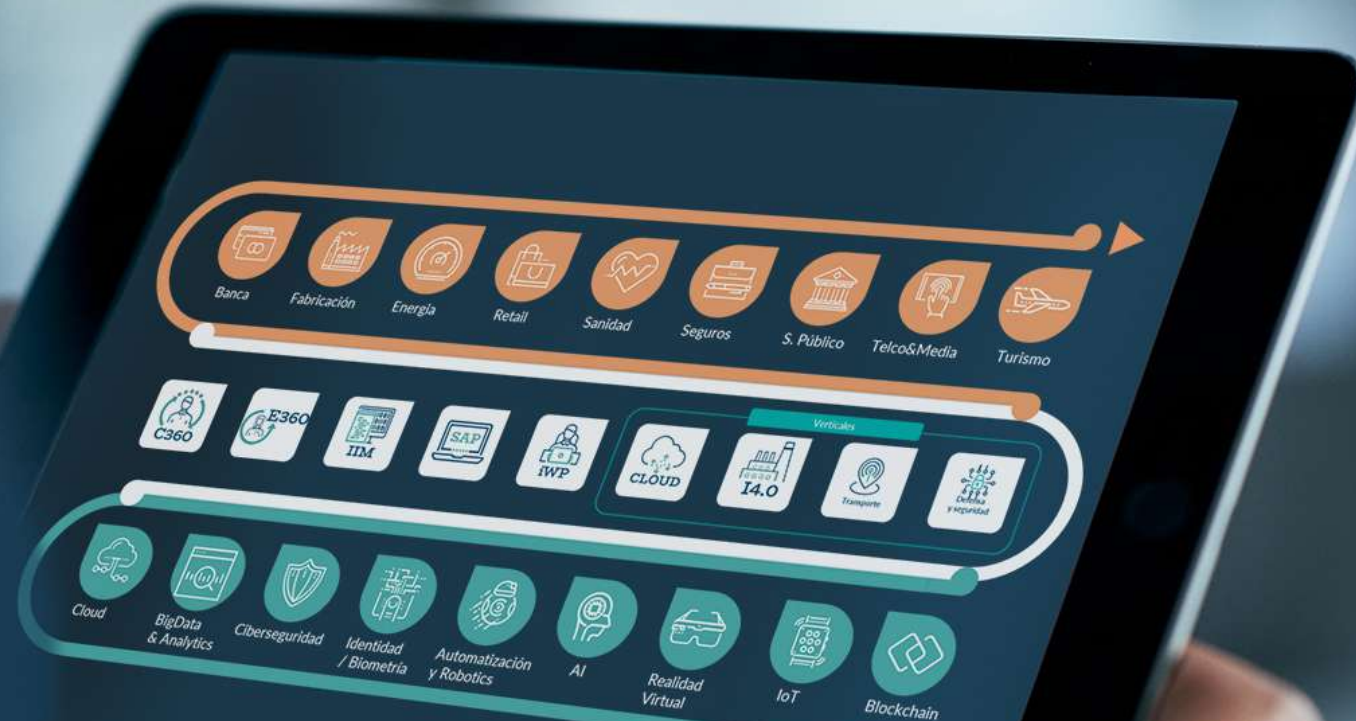 Banca
Fabricación
Energía
Retail
Sanidad
Seguros
S. Público
Telco&Media
Turismo
C360
E360
IIM
SAP
iWP
Verticales
CLOUD
I4.0
Transporte
Defensa
y seguridad
Cloud
BigData
& Analytics
Ciberseguridad
Identidad
/ Biometría
Automatización
y Robotics
AI
Realidad
Virtual
IoT
Blockchain